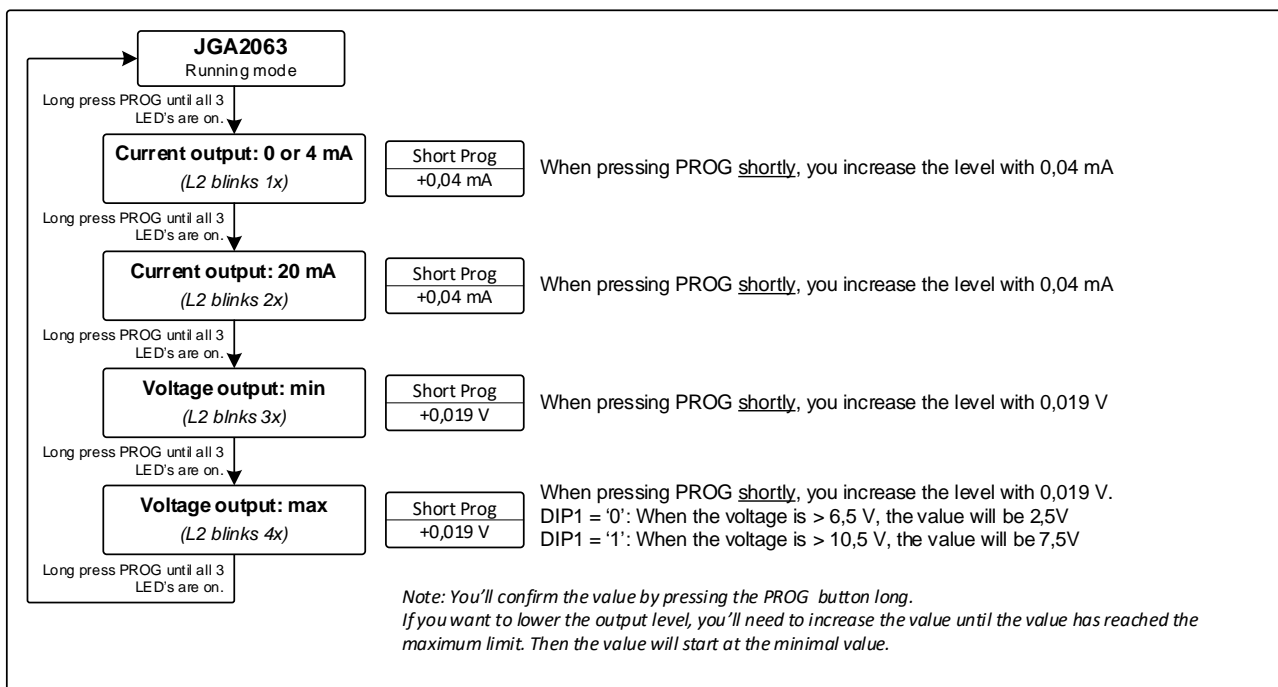 JGA2063
Running mode
Long press PROG until all 3
LED's are on.
Current output: 0 or 4 mA
(L2 blinks 1x)
Short Prog
+0,04 mA
When pressing PROG shortly, you increase the level with 0,04 mA
Long press PROG until all 3
LED's are on.
Current output: 20 mA
(L2 blinks 2x)
Short Prog
+0,04 mA
When pressing PROG shortly, you increase the level with 0,04 mA
Long press PROG until all 3
LED's are on.
Voltage output: min
(L2 blnks 3x)
Short Prog
+0,019 V
When pressing PROG shortly, you increase the level with 0,019 V
Long press PROG until all 3
LED's are on.
Voltage output: max
(L2 blinks 4x)
Short Prog
+0,019 V
When pressing PROG shortly, you increase the level with 0,019 V.
DIP1 = ‘0’: When the voltage is > 6,5 V, the value will be 2,5V
DIP1 = ‘1’: When the voltage is > 10,5 V, the value will be 7,5V
Long press PROG until all 3
LED's are on.
Note: You’ll confirm the value by pressing the PROG button long.
If you want to lower the output level, you’ll need to increase the value until the value has reached the
maximum limit. Then the value will start at the minimal value.